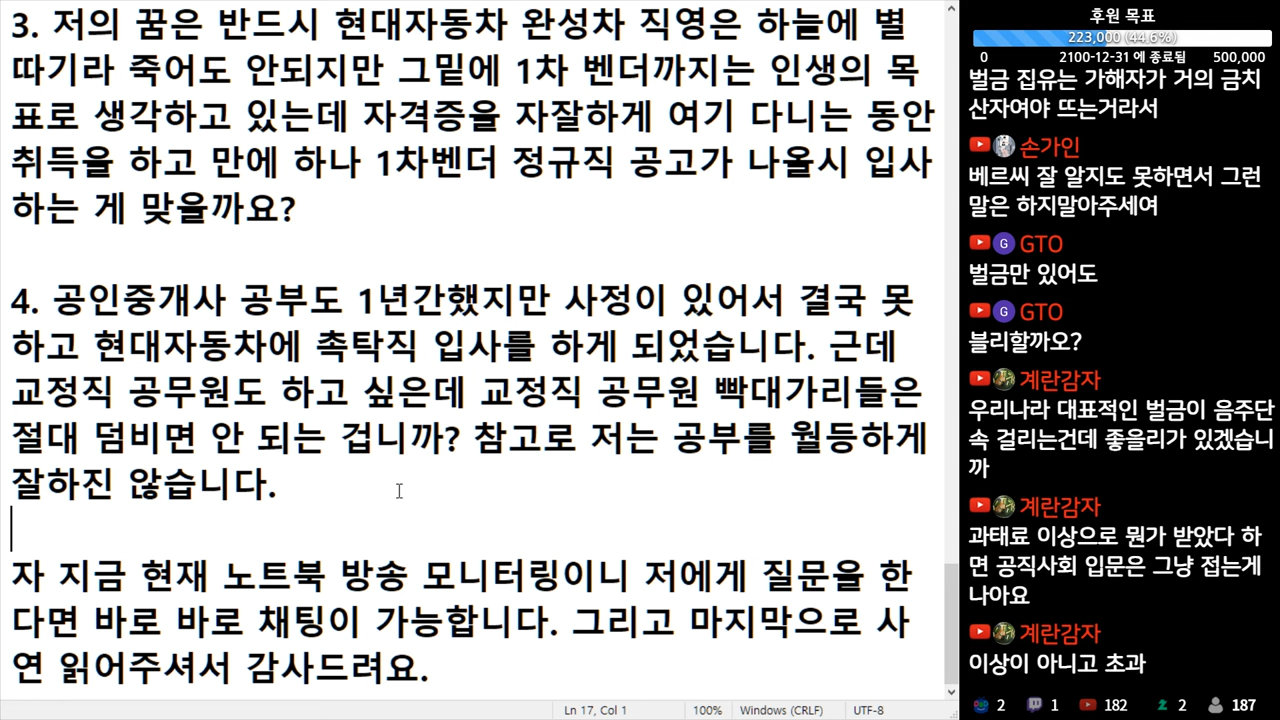 3. 저의 꿈은 반드시 현대자동차 완성차 직영은 하늘에 별
따기라 죽어도 안되지만 그밑에 1차 벤더까지는 인생의 목
표로 생각하고 있는데 자격증을 자잘하게 여기 다니는 동안
취득을 하고 만에 하나 1차벤더 정규직 공고가 나올시 입사
하는 게 맞을까요?
4. 공인중개사 공부도 1년간했지만 사정이 있어서 결국 못
하고 현대자동차에 촉탁직 입사를 하게 되었습니다. 근데
교정직 공무원도 하고 싶은데 교정직 공무원 빡대가리들은
절대 덤비면 안 되는 겁니까? 참고로 저는 공부를 월등하게
잘하진 않습니다.
자 지금 현재 노트북 방송 모니터링이니 저에게 질문을 한
다면 바로 바로 채팅이 가능합니다. 그리고 마지막으로 사
연 읽어주셔서 감사드려요.
Ln 17, Col 1
100%
Windows (CRLF)
UTF-8
후원 목표
223,000 (44.6%)
0
2100-12-31 에 종료됨
500,000
벌금 집유는 가해자가 거의 금치
산자여야 뜨는거라서
손가인
베르씨 잘 알지도 못하면서 그런
말은 하지말아주세여
G GTO
벌금만 있어도
G GTO
블리할까오?
계란감자
우리나라 대표적인 벌금이 음주단
속 걸리는건데 좋을리가 있겠습니
까
계란감자
과태료 이상으로 뭔가 받았다 하
면 공직사회 입문은 그냥 접는게
나아요
계란감자
이상이 아니고 초과
2
1
182
2
187